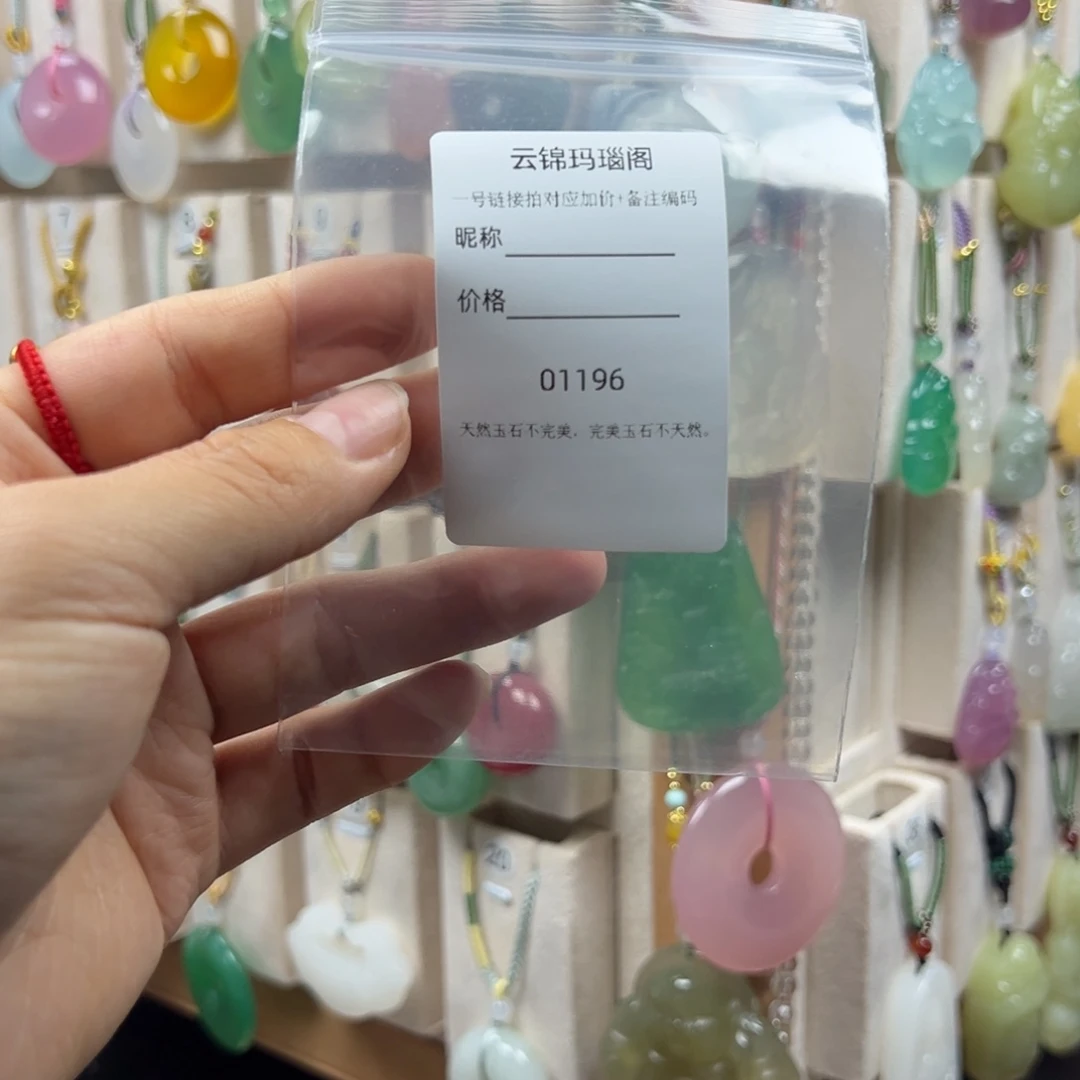 云锦玛瑙阁
一号链接拍对应加价+备注编码
昵称
价格
01196
天然玉石不完美，完美玉石不天然。
20